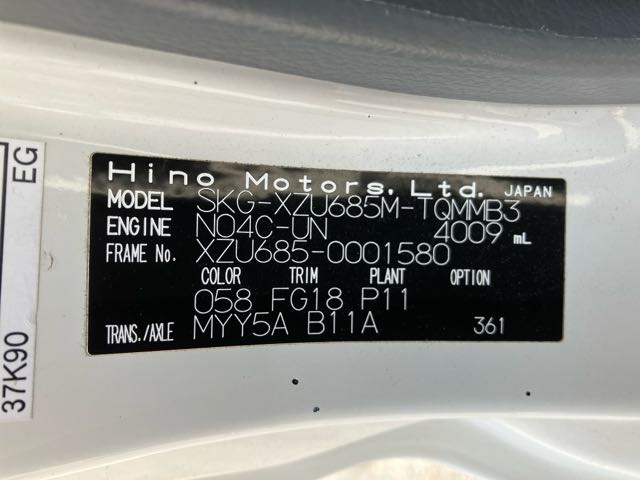 Hino Motors, Ltd. JAPAN
MODEL SKG-XZU685M-TQMMB3
ENGINE N04C-UN 4009 mL
FRAME No. XZU685-0001580
COLOR TRIM PLANT OPTION
058 FG18 P11
TRANS./AXLE MYY5A B11A 361
EG
37K90